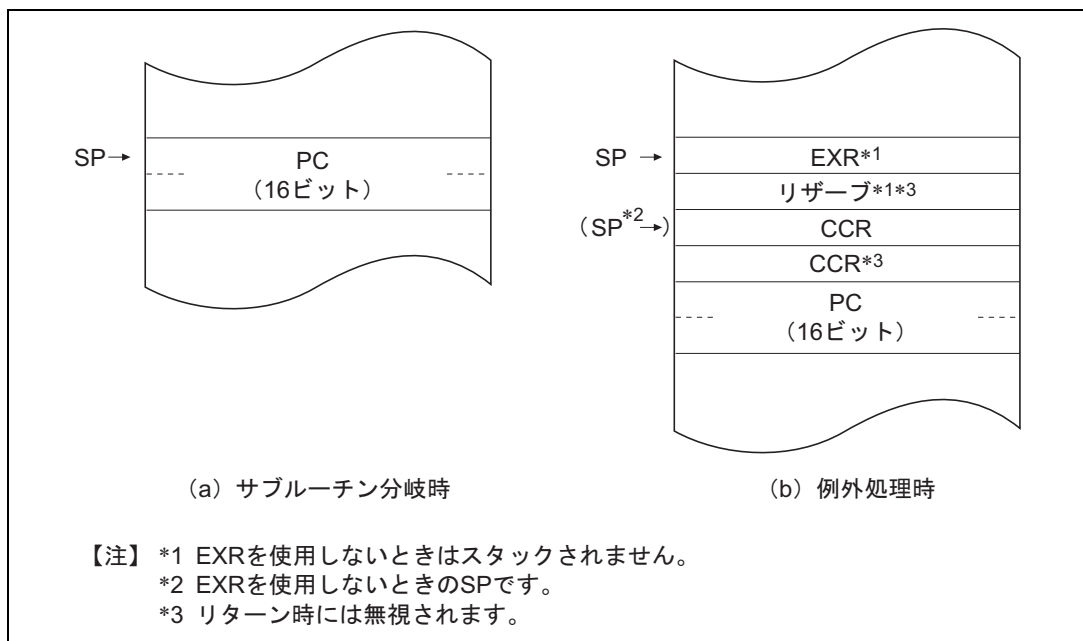 SP→
PC
（16ビット）
（a）サブルーチン分岐時
SP →
EXR*1
リザーブ*1*3
（SP*2→）
CCR
CCR*3
PC
（16ビット）
（b）例外処理時
【注】 *1 EXRを使用しないときはスタックされません。
*2 EXRを使用しないときのSPです。
*3 リターン時には無視されます。